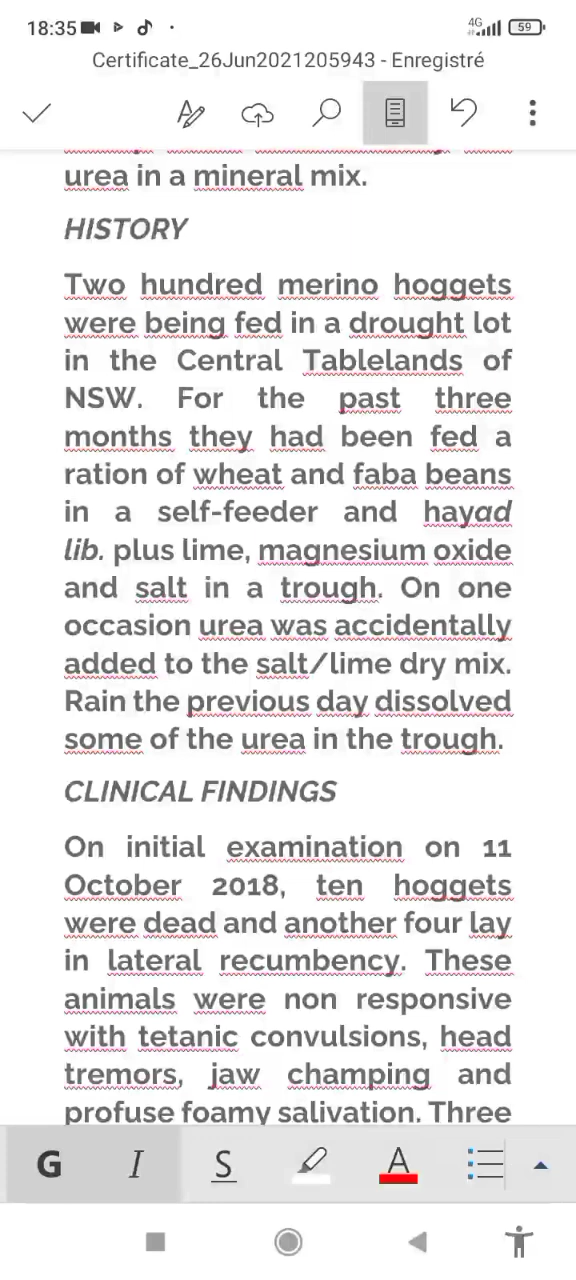 18:35
4G
59
Certificate_26Jun2021205943 - Enregistré
urea in a mineral mix.
HISTORY
Two hundred merino hoggets
were being fed in a drought lot
in the Central Tablelands of
NSW. For the past three
months they had been fed a
ration of wheat and faba beans
in a self-feeder and hayad
lib. plus lime, magnesium oxide
and salt in a trough. On one
occasion urea was accidentally
added to the salt/lime dry mix.
Rain the previous day dissolved
some of the urea in the trough.
CLINICAL FINDINGS
On initial examination on 11
October 2018, ten hoggets
were dead and another four lay
in lateral recumbency. These
animals were non responsive
with tetanic convulsions, head
tremors, jaw champing and
profuse foamy salivation. Three
G I S A